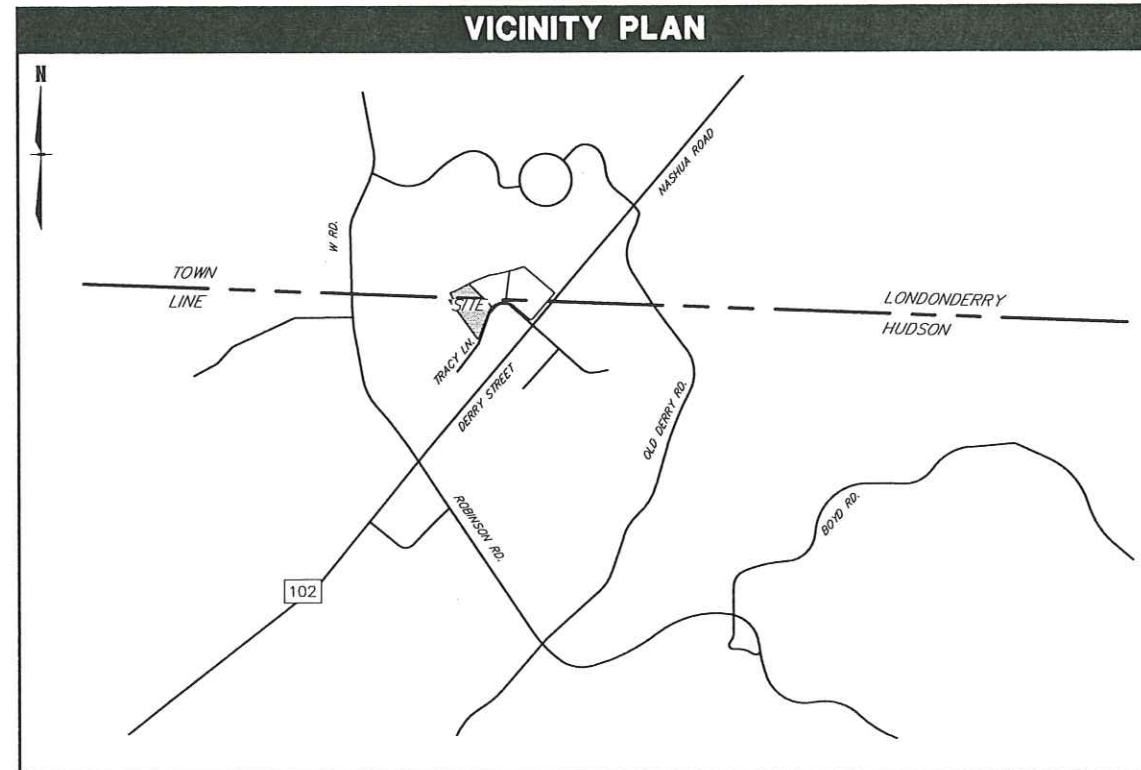 VICINITY PLAN
N
NASHUA ROAD
W RD.
TOWN
LINE
SITE
LONDONDERRY
HUDSON
TRACY LN.
DERRY STREET
OLD DERRY RD.
ROBINSON RD.
BOYD RD.
102